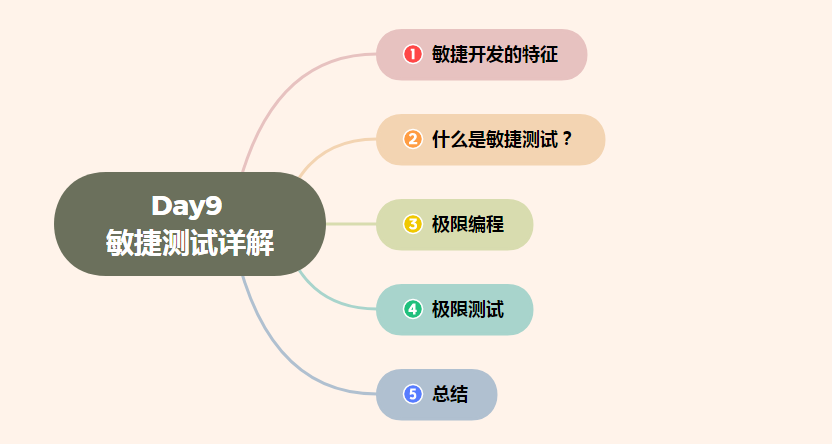 Day9
敏捷测试详解
1 敏捷开发的特征
2 什么是敏捷测试？
3 极限编程
4 极限测试
5 总结